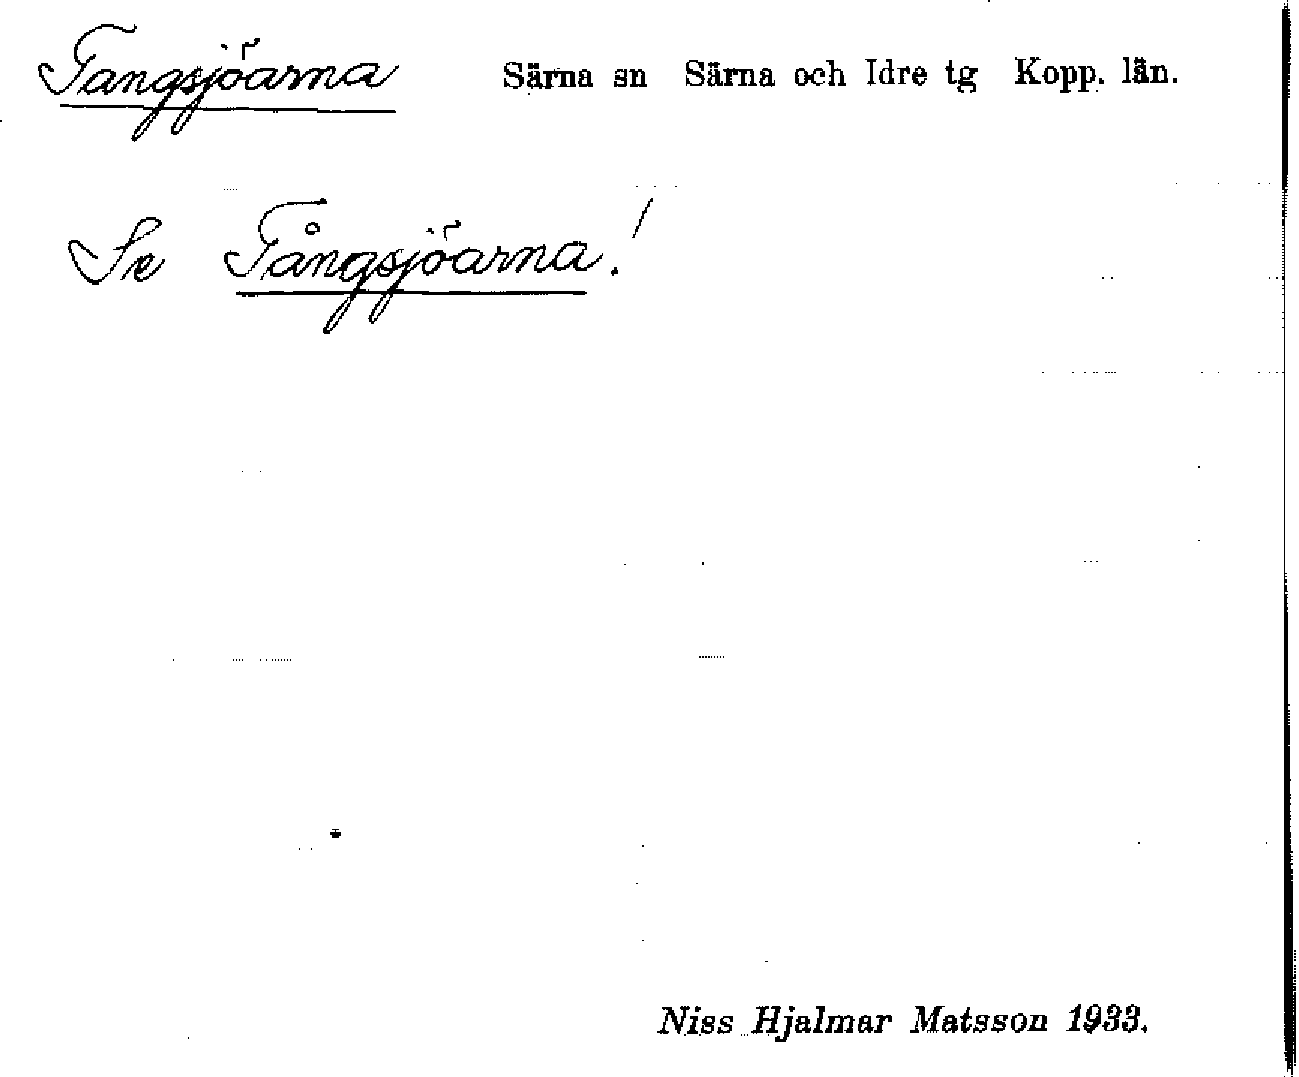 Tangsjöarna Särna sn Särna och Idre tg Kopp. län.
Se Tångsjöarna!
Niss Hjalmar Matsson 1933.